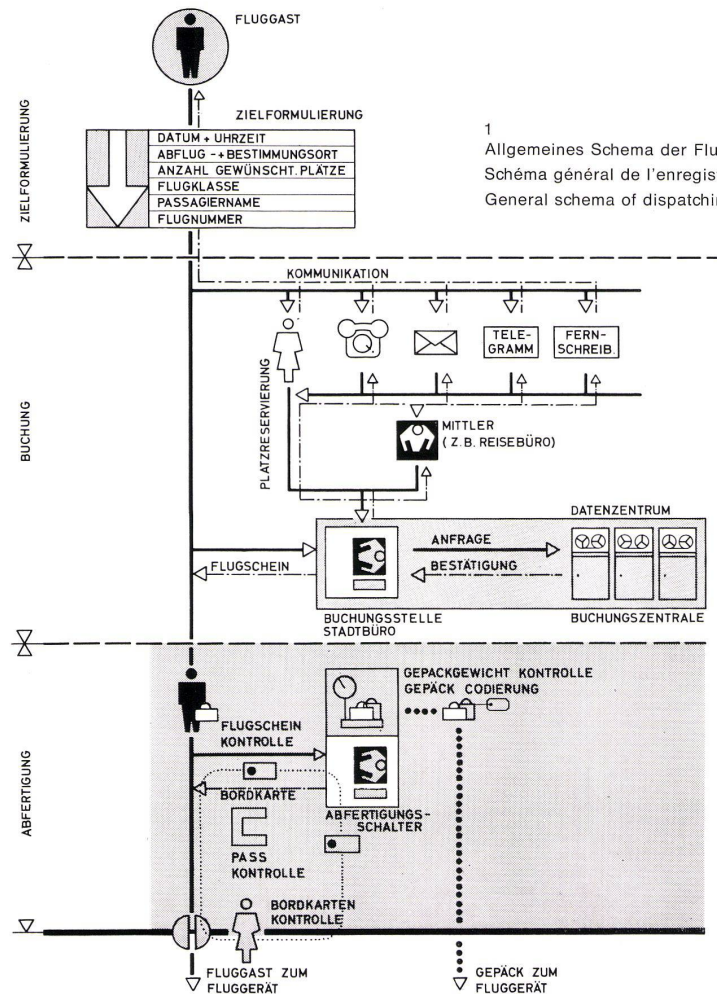 FLUGGAST
ZIELFORMULIERUNG
ZIELFORMULIERUNG
DATUM + UHRZEIT
ABFLUG -+ BESTIMMUNGSORT
ANZAHL GEWÜNSCHT. PLÄTZE
FLUGKLASSE
PASSAGIERNAME
FLUGNUMMER
1
Allgemeines Schema der Flu
Schéma général de l'enregis
General schema of dispatchin
BUCHUNG
KOMMUNIKATION
TELE-
GRAMM
FERN-
SCHREIB.
PLATZRESERVIERUNG
MITTLER
( Z.B. REISEBÜRO)
DATENZENTRUM
ANFRAGE
BESTÄTIGUNG
FLUGSCHEIN
BUCHUNGSSTELLE
STADTBÜRO
BUCHUNGSZENTRALE
ABFERTIGUNG
GEPACKGEWICHT KONTROLLE
GEPÄCK CODIERUNG
FLUGSCHEIN
KONTROLLE
BORDKARTE
ABFERTIGUNGS-
SCHALTER
PASS
KONTROLLE
BORDKARTEN
KONTROLLE
FLUGGAST ZUM
FLUGGERÄT
GEPÄCK ZUM
FLUGGERÄT